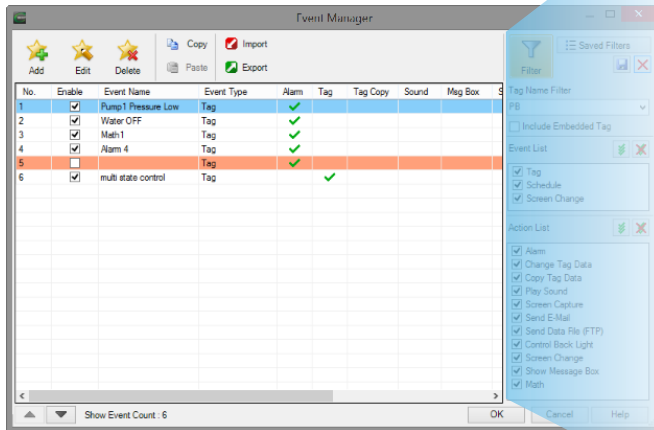 Event Manager
Add
Edit
Delete
Copy
Paste
Import
Export
Filter
Saved Filters
No. Enable Event Name Event Type Alarm Tag Tag Copy Sound Msg Box S
1 Pump1 Pressure Low Tag
2 Water OFF Tag
3 Math1 Tag
4 Alarm 4 Tag
5 Tag
6 multi state control Tag
Tag Name Filter
PB
Include Embedded Tag
Event List
Tag
Schedule
Screen Change
Action List
Alarm
Change Tag Data
Copy Tag Data
Play Sound
Screen Capture
Send E-Mail
Send Data File (FTP)
Control Back Light
Screen Change
Show Message Box
Math
Show Event Count : 6
OK
Cancel
Help